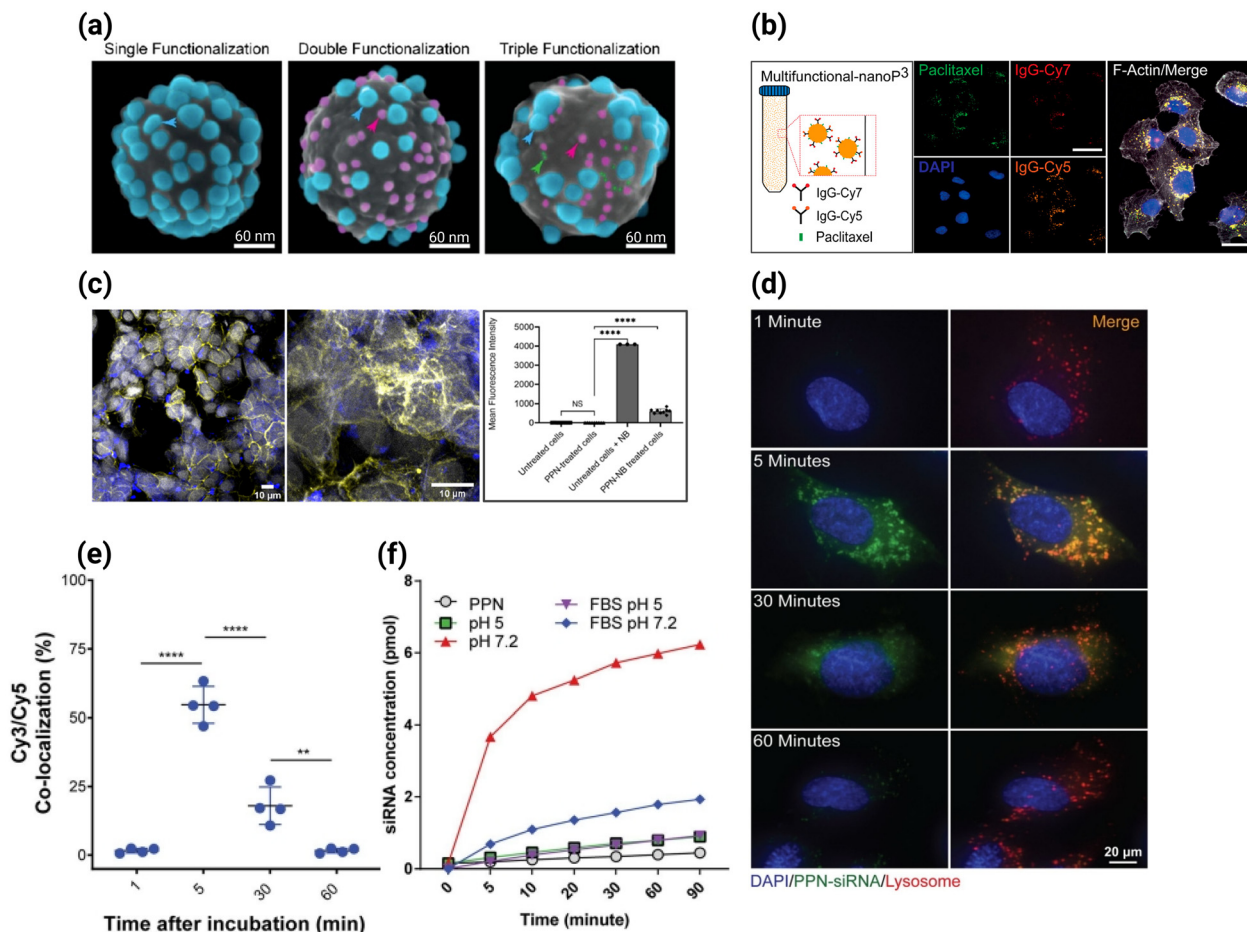 (a)
Single Functionalization
Double Functionalization
Triple Functionalization
60 nm
60 nm
60 nm
(b)
Multifunctional-nanoP3
IgG-Cy7
IgG-Cy5
Paclitaxel
Paclitaxel
IgG-Cy7
F-Actin/Merge
DAPI
IgG-Cy5
(c)
10 µm
10 µm
Mean Fluorescence Intensity
5000
4000
3000
2000
1000
0
NS
****
****
Untreated cells
PPN-treated cells
Untreated cells + NB
PPN-NB treated cells
(d)
1 Minute
Merge
5 Minutes
30 Minutes
60 Minutes
20 µm
DAPI/PPN-siRNA/Lysosome
(e)
Cy3/Cy5
Co-localization (%)
100
75
50
25
0
****
****
**
1
5
30
60
Time after incubation (min)
(f)
siRNA concentration (pmol)
8
6
4
2
0
PPN
pH 5
pH 7.2
FBS pH 5
FBS pH 7.2
0
5
10
20
30
60
90
Time (minute)